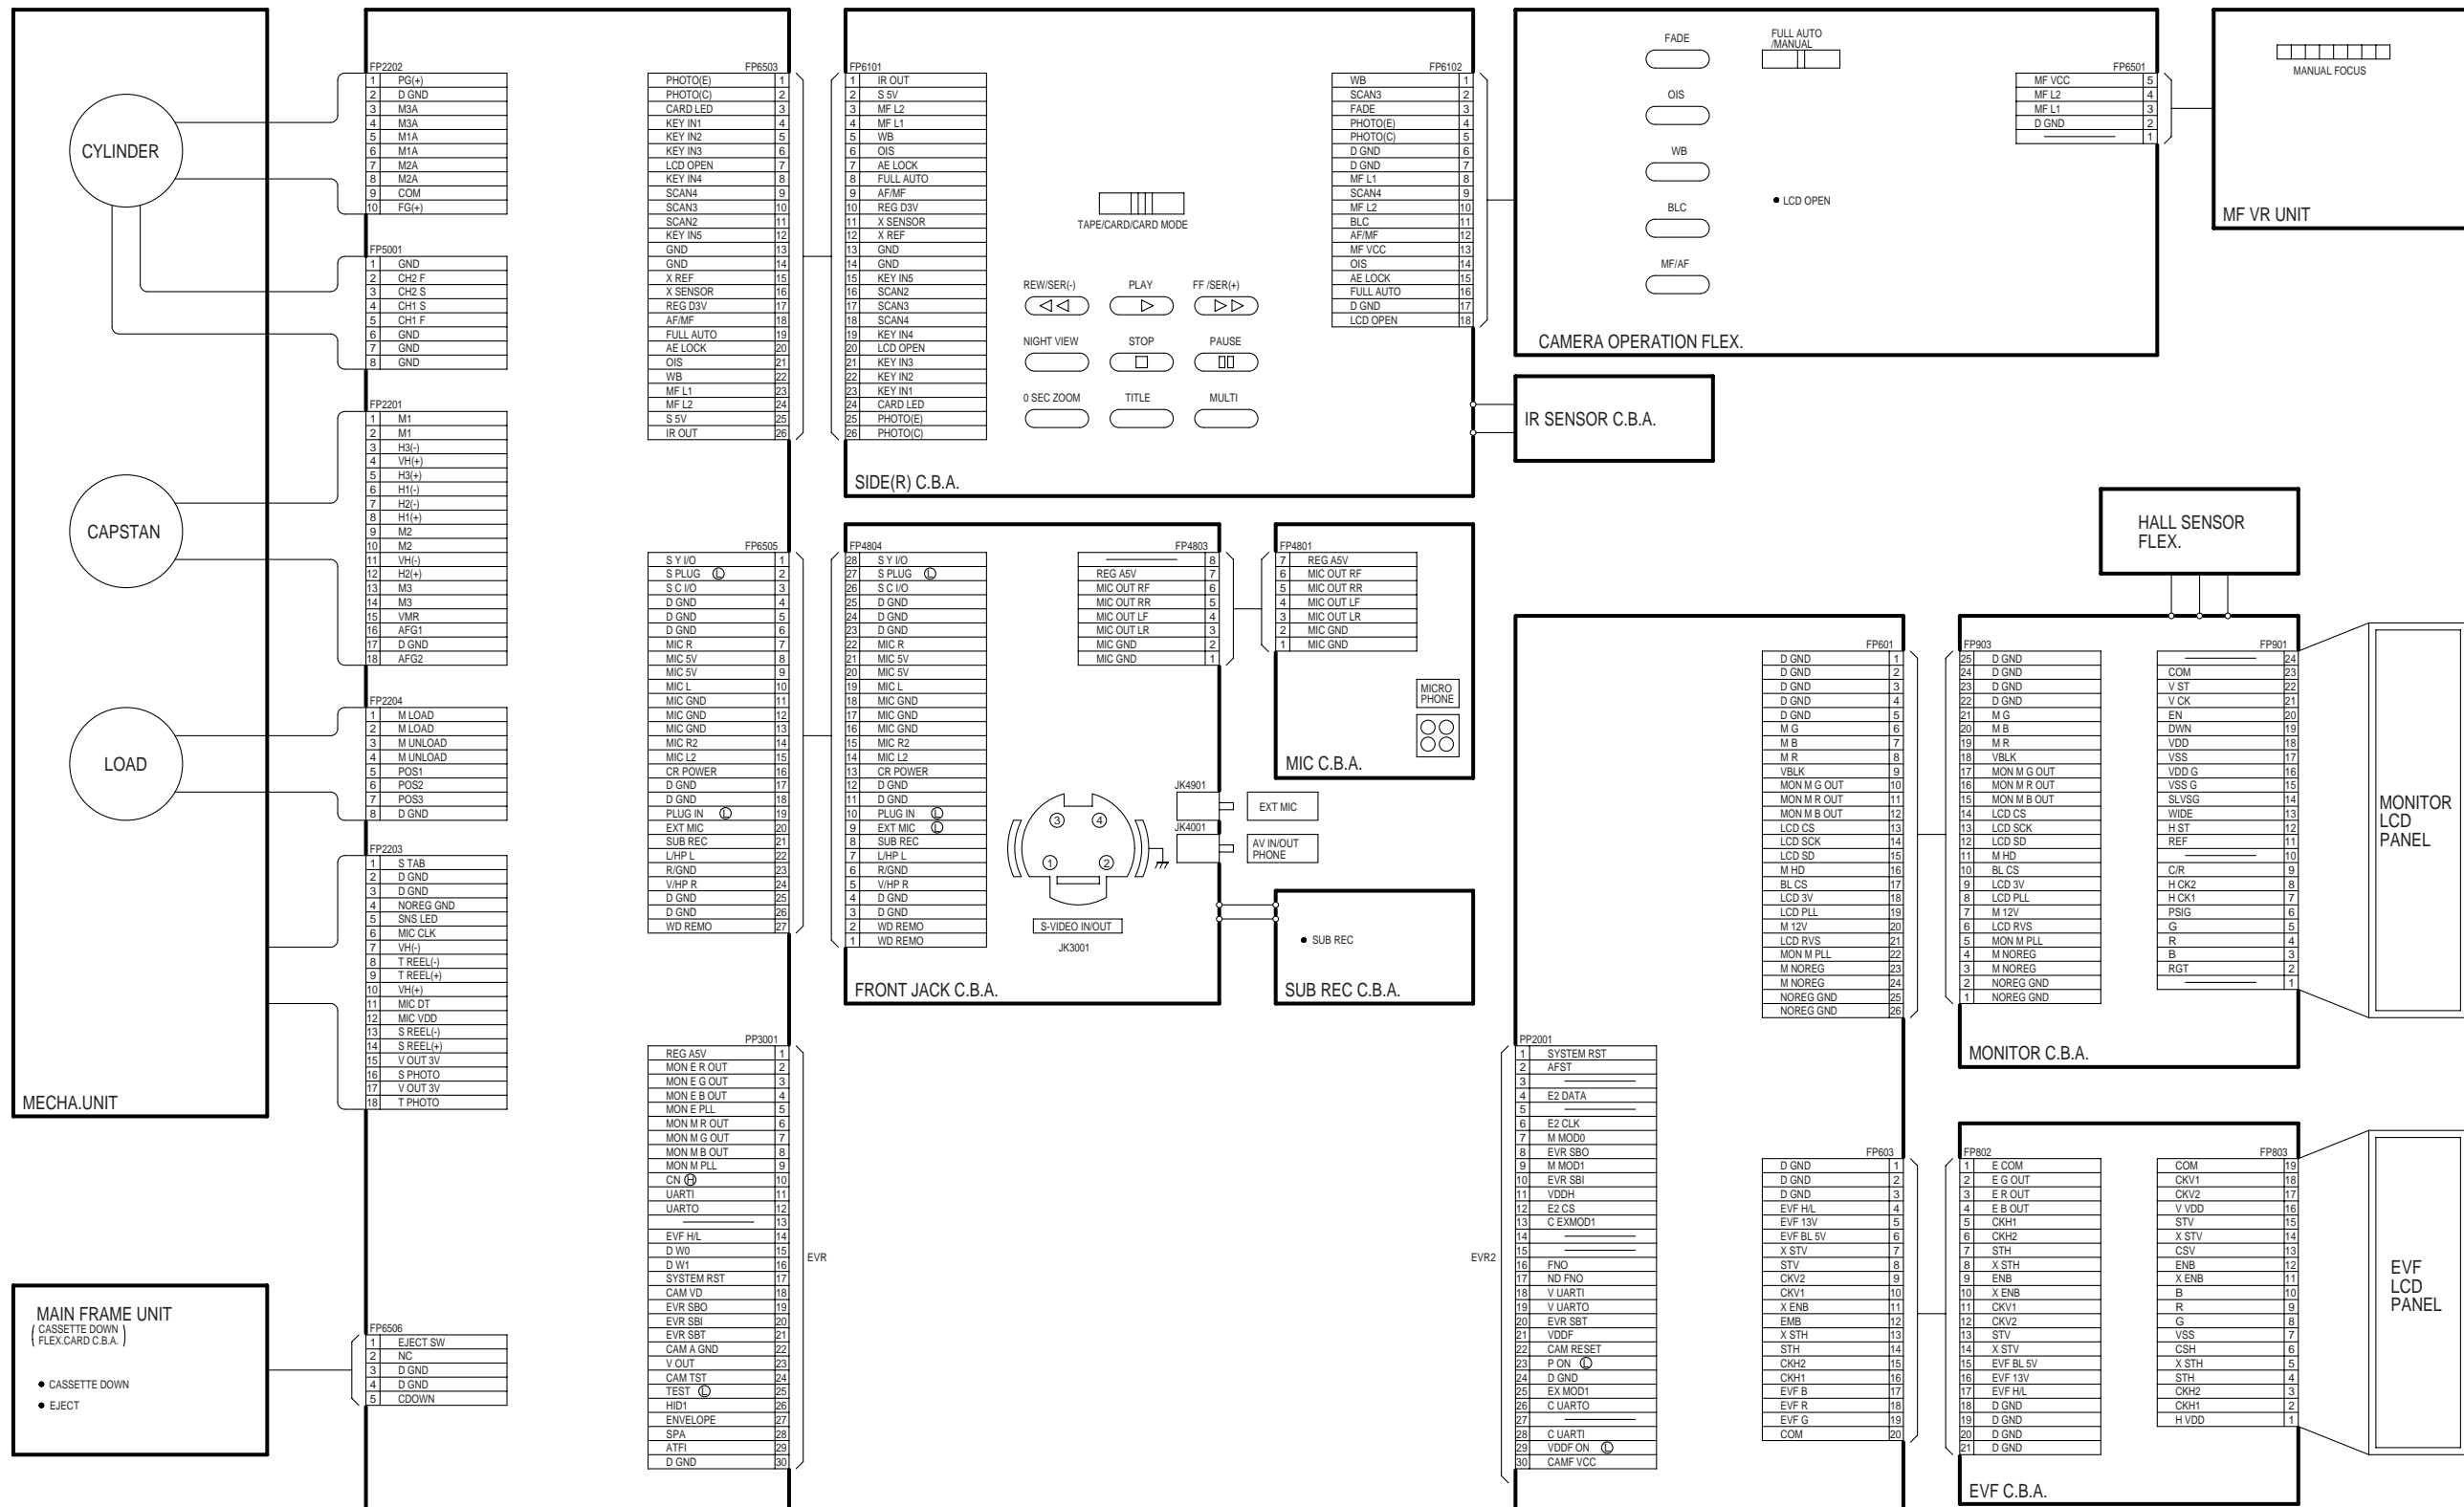 MECHA.UNIT
CYLINDER
CAPSTAN
LOAD
FP2202
1 PG(+)
2 D GND
3 M3A
4 M3A
5 M1A
6 M1A
7 M2A
8 M2A
9 COM
10 FG(+)
FP5001
1 GND
2 CH2 F
3 CH2 S
4 CH1 S
5 CH1 F
6 GND
7 GND
8 GND
FP2201
1 M1
2 M1
3 H3(-)
4 VH(+)
5 H3(+)
6 H1(-)
7 H2(-)
8 H1(+)
9 M2
10 M2
11 VH(-)
12 H2(+)
13 M3
14 M3
15 VMR
16 AFG1
17 D GND
18 AFG2
FP2204
1 M LOAD
2 M LOAD
3 M UNLOAD
4 M UNLOAD
5 POS1
6 POS2
7 POS3
8 D GND
FP2203
1 S TAB
2 D GND
3 D GND
4 NOREG GND
5 SNS LED
6 MIC CLK
7 VH(-)
8 T REEL(-)
9 T REEL(+)
10 VH(+)
11 MIC DT
12 MIC VDD
13 S REEL(-)
14 S REEL(+)
15 V OUT 3V
16 S PHOTO
17 V OUT 3V
18 T PHOTO
MAIN FRAME UNIT
( CASSETTE DOWN )
( FLEX.CARD C.B.A. )
● CASSETTE DOWN
● EJECT
FP6506
1 EJECT SW
2 NC
3 D GND
4 D GND
5 CDOWN
FP6503
PHOTO(E) 1
PHOTO(C) 2
CARD LED 3
KEY IN1 4
KEY IN2 5
KEY IN3 6
LCD OPEN 7
KEY IN4 8
SCAN4 9
SCAN3 10
SCAN2 11
KEY IN5 12
GND 13
GND 14
X REF 15
X SENSOR 16
REG D3V 17
AF/MF 18
FULL AUTO 19
AE LOCK 20
OIS 21
WB 22
MF L1 23
MF L2 24
S 5V 25
IR OUT 26
FP6505
S Y I/O 1
S PLUG Ⓛ 2
S C I/O 3
D GND 4
D GND 5
D GND 6
MIC R 7
MIC 5V 8
MIC 5V 9
MIC L 10
MIC GND 11
MIC GND 12
MIC GND 13
MIC R2 14
MIC L2 15
CR POWER 16
D GND 17
D GND 18
PLUG IN Ⓛ 19
EXT MIC 20
SUB REC 21
L/HP L 22
R/GND 23
V/HP R 24
D GND 25
D GND 26
WD REMO 27
PP3001
REG A5V 1
MON E R OUT 2
MON E G OUT 3
MON E B OUT 4
MON E PLL 5
MON M R OUT 6
MON M G OUT 7
MON M B OUT 8
MON M PLL 9
CN Ⓗ 10
UARTI 11
UARTO 12
13
EVF H/L 14
D W0 15
D W1 16
SYSTEM RST 17
CAM VD 18
EVR SBO 19
EVR SBI 20
EVR SBT 21
CAM A GND 22
V OUT 23
CAM TST 24
TEST Ⓛ 25
HID1 26
ENVELOPE 27
SPA 28
ATFI 29
D GND 30
EVR
FP6101
1 IR OUT
2 S 5V
3 MF L2
4 MF L1
5 WB
6 OIS
7 AE LOCK
8 FULL AUTO
9 AF/MF
10 REG D3V
11 X SENSOR
12 X REF
13 GND
14 GND
15 KEY IN5
16 SCAN2
17 SCAN3
18 SCAN4
19 KEY IN4
20 LCD OPEN
21 KEY IN3
22 KEY IN2
23 KEY IN1
24 CARD LED
25 PHOTO(E)
26 PHOTO(C)
TAPE/CARD/CARD MODE
REW/SER(-) PLAY FF /SER(+)
NIGHT VIEW STOP PAUSE
0 SEC ZOOM TITLE MULTI
SIDE(R) C.B.A.
FP6102
WB 1
SCAN3 2
FADE 3
PHOTO(E) 4
PHOTO(C) 5
D GND 6
D GND 7
MF L1 8
SCAN4 9
MF L2 10
BLC 11
AF/MF 12
MF VCC 13
OIS 14
AE LOCK 15
FULL AUTO 16
D GND 17
LCD OPEN 18
FADE
OIS
WB
BLC
MF/AF
FULL AUTO
/MANUAL
● LCD OPEN
CAMERA OPERATION FLEX.
FP6501
MF VCC 5
MF L2 4
MF L1 3
D GND 2
1
MANUAL FOCUS
MF VR UNIT
IR SENSOR C.B.A.
FP4804
28 S Y I/O
27 S PLUG Ⓛ
26 S C I/O
25 D GND
24 D GND
23 D GND
22 MIC R
21 MIC 5V
20 MIC 5V
19 MIC L
18 MIC GND
17 MIC GND
16 MIC GND
15 MIC R2
14 MIC L2
13 CR POWER
12 D GND
11 D GND
10 PLUG IN Ⓛ
9 EXT MIC Ⓛ
8 SUB REC
7 L/HP L
6 R/GND
5 V/HP R
4 D GND
3 D GND
2 WD REMO
1 WD REMO
FRONT JACK C.B.A.
FP4803
8
REG A5V 7
MIC OUT RF 6
MIC OUT RR 5
MIC OUT LF 4
MIC OUT LR 3
MIC GND 2
MIC GND 1
3 4
1 2
S-VIDEO IN/OUT
JK3001
JK4901
EXT MIC
JK4001
AV IN/OUT
PHONE
FP4801
7 REG A5V
6 MIC OUT RF
5 MIC OUT RR
4 MIC OUT LF
3 MIC OUT LR
2 MIC GND
1 MIC GND
MICRO
PHONE
MIC C.B.A.
● SUB REC
SUB REC C.B.A.
HALL SENSOR
FLEX.
FP601
D GND 1
D GND 2
D GND 3
D GND 4
D GND 5
M G 6
M B 7
M R 8
VBLK 9
MON M G OUT 10
MON M R OUT 11
MON M B OUT 12
LCD CS 13
LCD SCK 14
LCD SD 15
M HD 16
BL CS 17
LCD 3V 18
LCD PLL 19
M 12V 20
LCD RVS 21
MON M PLL 22
M NOREG 23
M NOREG 24
NOREG GND 25
NOREG GND 26
FP903
25 D GND
24 D GND
23 D GND
22 D GND
21 M G
20 M B
19 M R
18 VBLK
17 MON M G OUT
16 MON M R OUT
15 MON M B OUT
14 LCD CS
13 LCD SCK
12 LCD SD
11 M HD
10 BL CS
9 LCD 3V
8 LCD PLL
7 M 12V
6 LCD RVS
5 MON M PLL
4 M NOREG
3 M NOREG
2 NOREG GND
1 NOREG GND
FP901
24
COM 23
V ST 22
V CK 21
EN 20
DWN 19
VDD 18
VSS 17
VDD G 16
VSS G 15
SLVSG 14
WIDE 13
H ST 12
REF 11
10
C/R 9
H CK2 8
H CK1 7
PSIG 6
G 5
R 4
B 3
RGT 2
1
MONITOR C.B.A.
MONITOR
LCD
PANEL
PP2001
1 SYSTEM RST
2 AFST
3
4 E2 DATA
5
6 E2 CLK
7 M MOD0
8 EVR SBO
9 M MOD1
10 EVR SBI
11 VDDH
12 E2 CS
13 C EXMOD1
14
15
16 FNO
17 ND FNO
18 V UARTI
19 V UARTO
20 EVR SBT
21 VDDF
22 CAM RESET
23 P ON Ⓛ
24 D GND
25 EX MOD1
26 C UARTO
27
28 C UARTI
29 VDDF ON Ⓛ
30 CAMF VCC
EVR2
FP603
D GND 1
D GND 2
D GND 3
EVF H/L 4
EVF 13V 5
EVF BL 5V 6
X STV 7
STV 8
CKV2 9
CKV1 10
X ENB 11
EMB 12
X STH 13
STH 14
CKH2 15
CKH1 16
EVF B 17
EVF R 18
EVF G 19
COM 20
FP802
1 E COM
2 E G OUT
3 E R OUT
4 E B OUT
5 CKH1
6 CKH2
7 STH
8 X STH
9 ENB
10 X ENB
11 CKV1
12 CKV2
13 STV
14 X STV
15 EVF BL 5V
16 EVF 13V
17 EVF H/L
18 D GND
19 D GND
20 D GND
21 D GND
FP803
COM 19
CKV1 18
CKV2 17
V VDD 16
STV 15
X STV 14
CSV 13
ENB 12
X ENB 11
B 10
R 9
G 8
VSS 7
CSH 6
X STH 5
STH 4
CKH2 3
CKH1 2
H VDD 1
EVF C.B.A.
EVF
LCD
PANEL